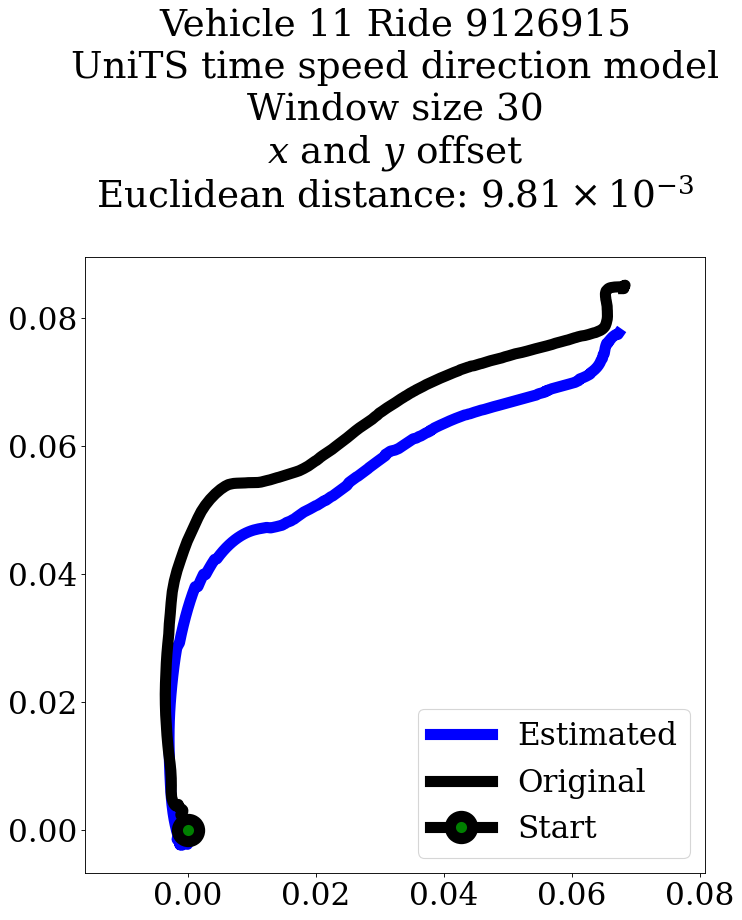 Vehicle 11 Ride 9126915
UniTS time speed direction model
Window size 30
x and y offset
Euclidean distance: 9.81 × 10⁻³
0.08
0.06
0.04
0.02
0.00
Estimated
Original
Start
0.00 0.02 0.04 0.06 0.08